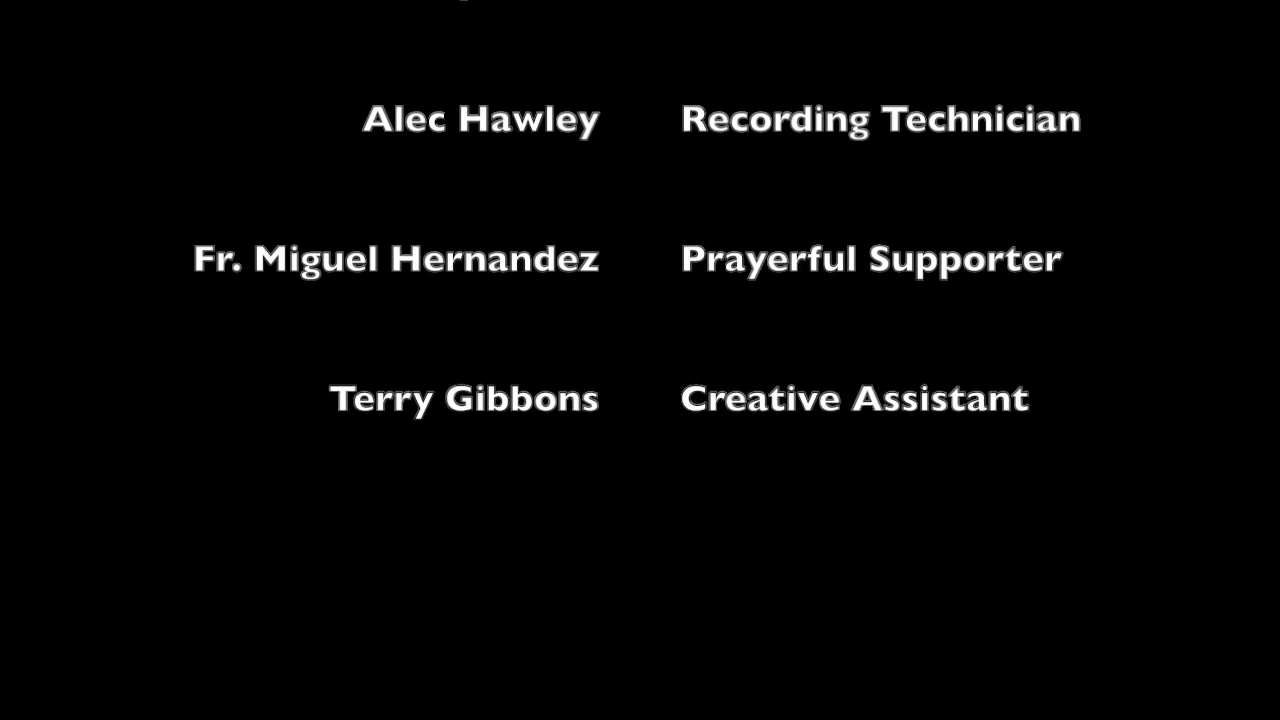 Alec Hawley Recording Technician
Fr. Miguel Hernandez Prayerful Supporter
Terry Gibbons Creative Assistant